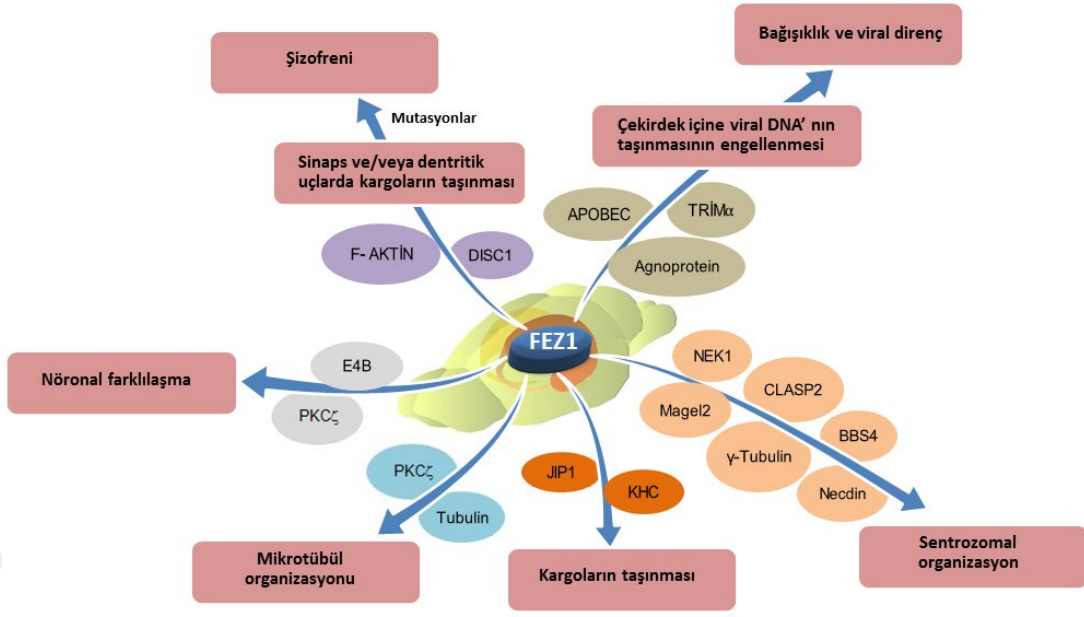 Şizofreni
Bağışıklık ve viral direnç
Mutasyonlar
Çekirdek içine viral DNA' nın
taşınmasının engellenmesi
Sinaps ve/veya dentritik
uçlarda kargoların taşınması
APOBEC
TRİMα
F- AKTİN
DISC1
Agnoprotein
FEZ1
Nöronal farklılaşma
E4B
PKCζ
NEK1
CLASP2
Magel2
BBS4
γ-Tubulin
Necdin
PKCζ
Tubulin
JIP1
KHC
Mikrotübül
organizasyonu
Kargoların taşınması
Sentrozomal
organizasyon